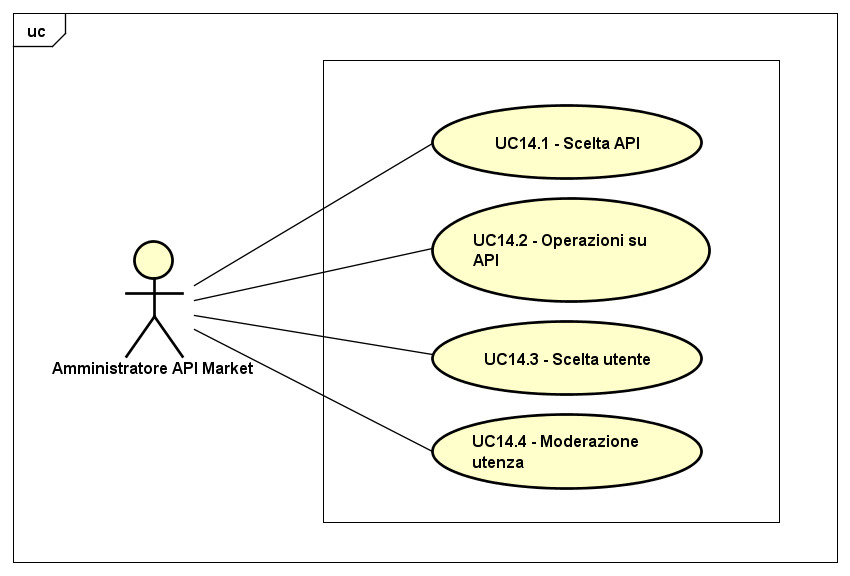 uc
UC14.1 - Scelta API
UC14.2 - Operazioni su
API
UC14.3 - Scelta utente
Amministratore API Market
UC14.4 - Moderazione
utenza